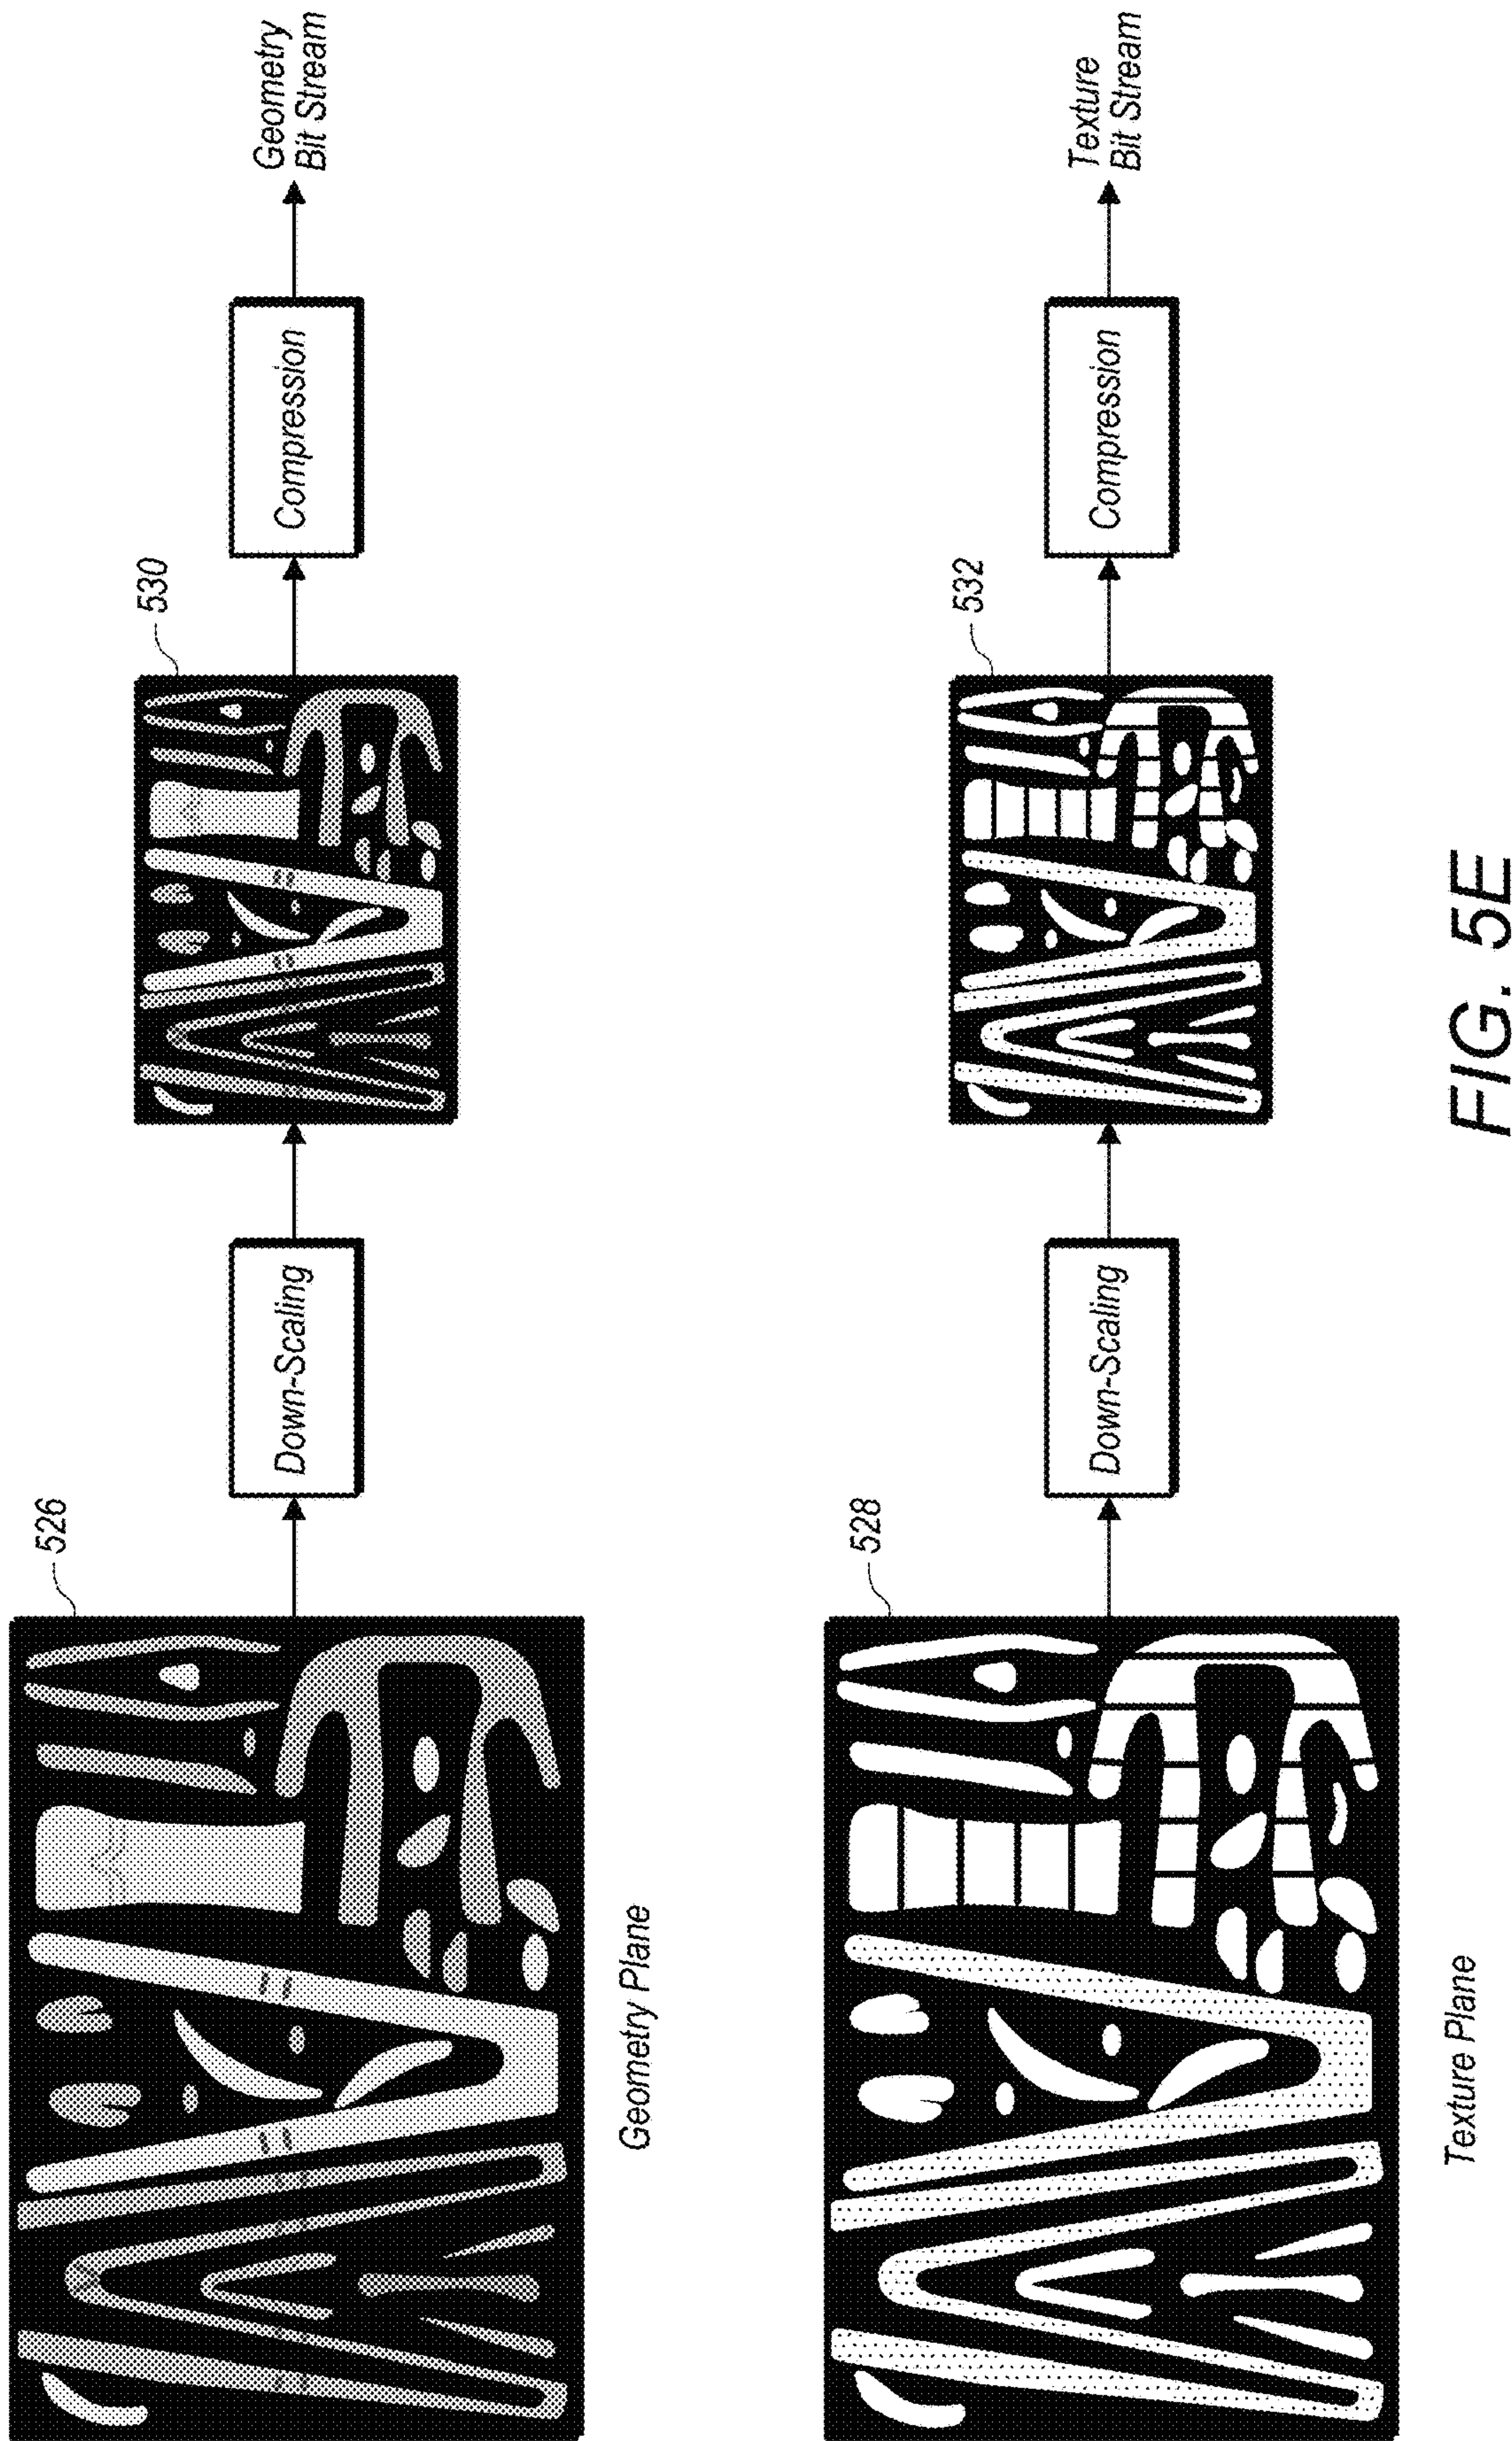 526
Down-Scaling
530
Compression
Geometry
Bit Stream
Geometry Plane
528
Down-Scaling
532
Compression
Texture
Bit Stream
Texture Plane
FIG. 5E